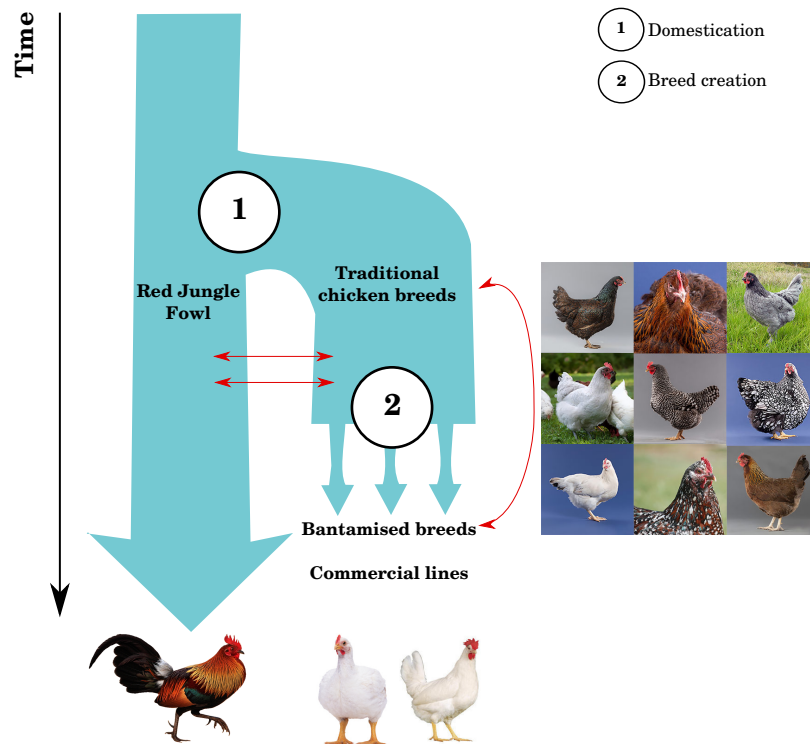 Time
1 Domestication
2 Breed creation
1
Red Jungle
Fowl
Traditional
chicken breeds
2
Bantamised breeds
Commercial lines